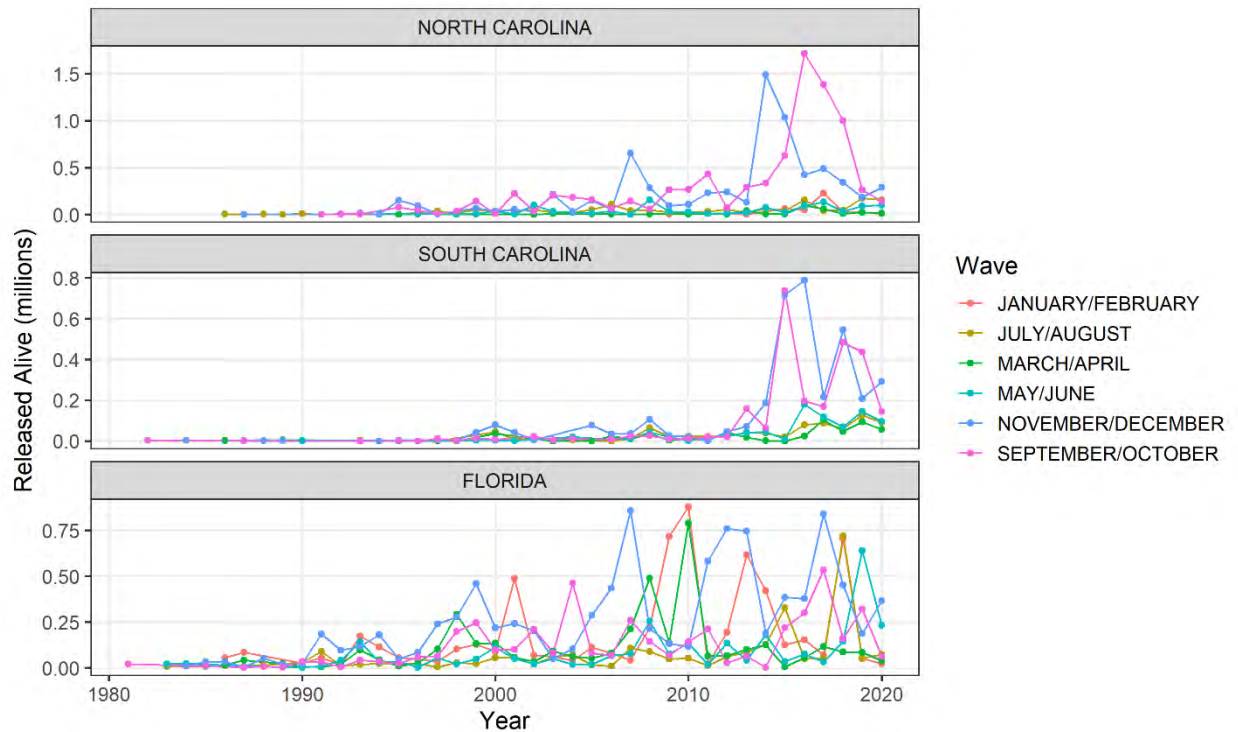 NORTH CAROLINA
1.5
1.0
0.5
0.0
SOUTH CAROLINA
0.8
0.6
0.4
0.2
0.0
FLORIDA
0.75
0.50
0.25
0.00
1980 1990 2000 2010 2020
Year
Released Alive (millions)
Wave
JANUARY/FEBRUARY
JULY/AUGUST
MARCH/APRIL
MAY/JUNE
NOVEMBER/DECEMBER
SEPTEMBER/OCTOBER